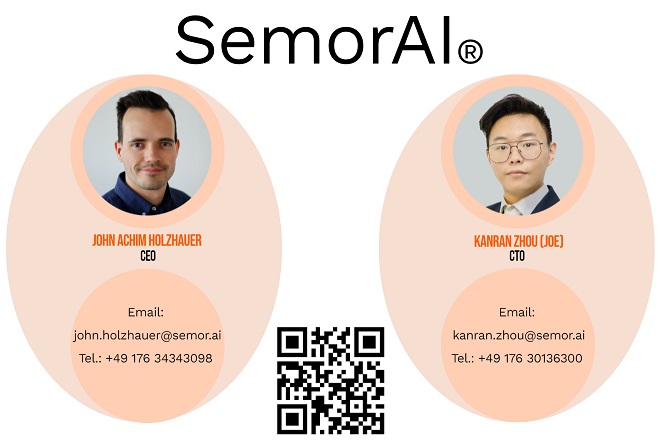 SemorAI®
JOHN ACHIM HOLZHAUER
CEO
Email:
john.holzhauer@semor.ai
Tel.: +49 176 34343098
KANRAN ZHOU (JOE)
CTO
Email:
kanran.zhou@semor.ai
Tel.: +49 176 30136300